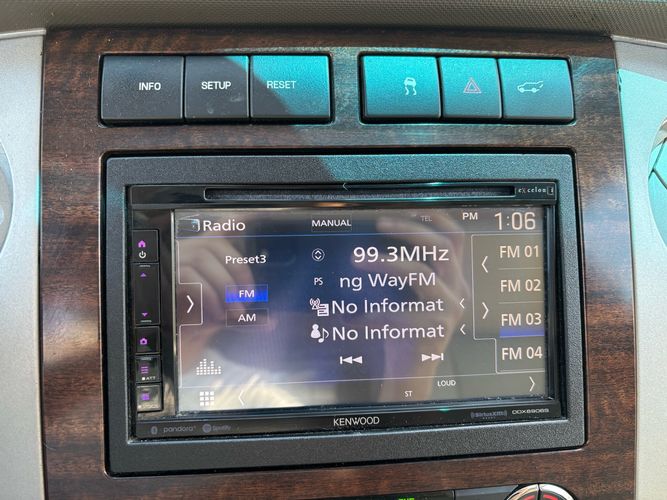 INFO SETUP RESET
excelon
Radio MANUAL TEL PM 1:06
Preset3 99.3MHz FM 01
PS ng WayFM FM 02
FM No Informat
AM No Informat FM 03
FM 04
LOUD
ST
ATT
KENWOOD
pandora Spotify
SiriusXM
DDX6906S